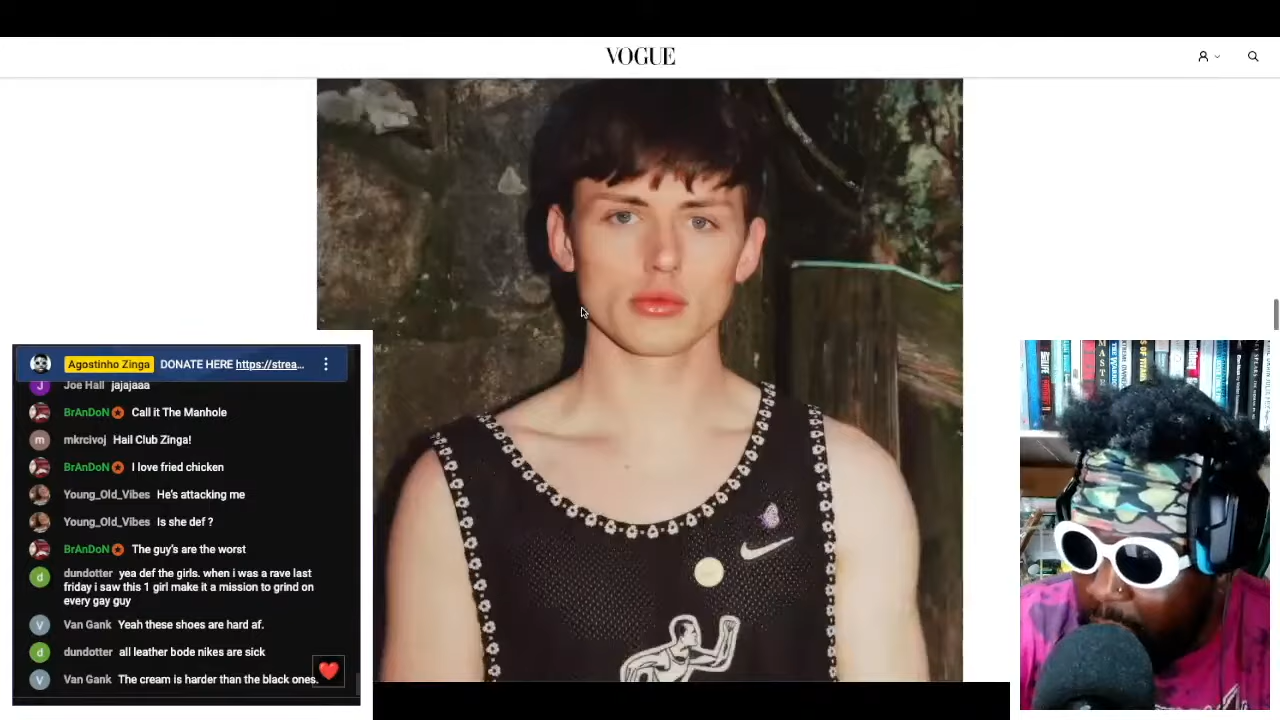 VOGUE
Agostinho Zinga DONATE HERE https://strea...
Joe Hall jajajaaa
BrAnDoN Call it The Manhole
mkrcivoj Hail Club Zinga!
BrAnDoN I love fried chicken
Young_Old_Vibes He's attacking me
Young_Old_Vibes Is she def ?
BrAnDoN The guy's are the worst
dundotter yea def the girls. when i was a rave last
friday i saw this 1 girl make it a mission to grind on
every gay guy
Van Gank Yeah these shoes are hard af.
dundotter all leather bode nikes are sick
Van Gank The cream is harder than the black ones.